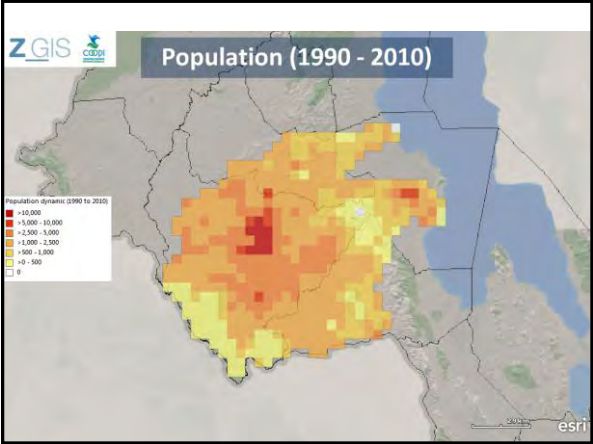 Z_GIS
coopi
Population (1990 - 2010)
Population dynamic (1990 to 2010)
>10,000
>5,000 - 10,000
>2,500 - 5,000
>1,000 - 2,500
>500 - 1,000
>0 - 500
0
esri